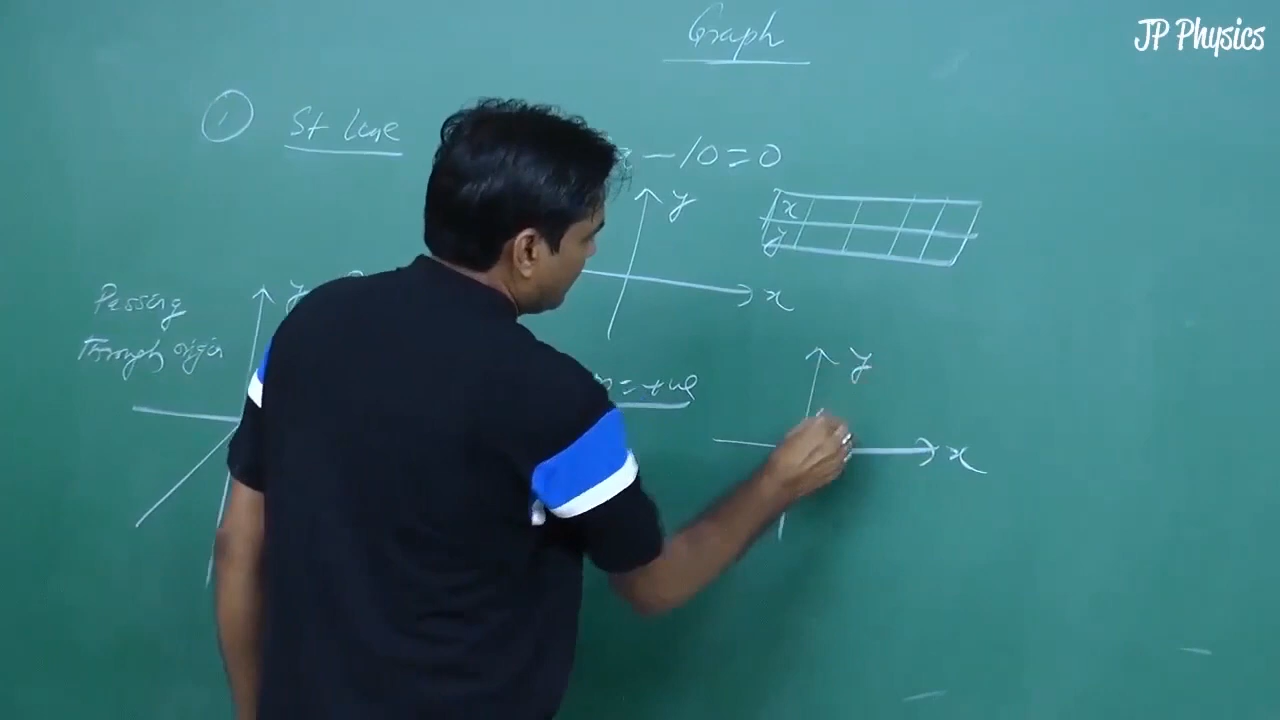 Graph
JP Physics
① St Line
x - 10 = 0
y
x
x
y
Passing
Through origin
y
m = +ve
y
x